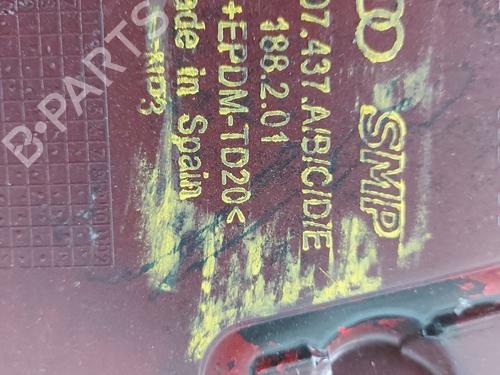 07.437.A/B/C/D/E
SMP
188.2.01
+EPDM-TD20<
ade in Spain
B-PARTS